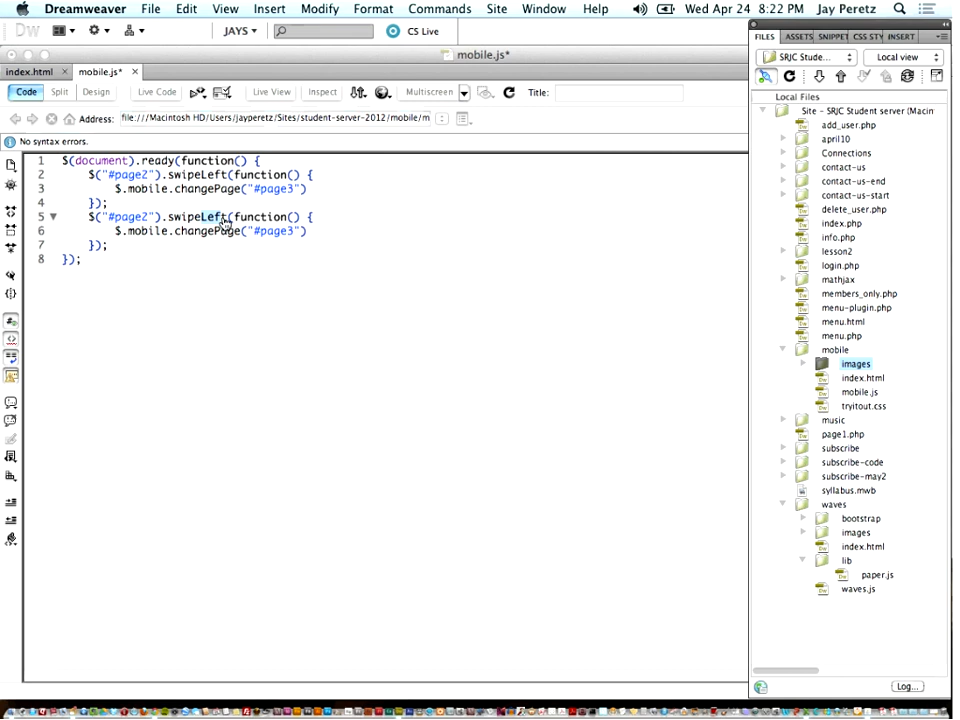 Dreamweaver File Edit View Insert Modify Format Commands Site Window Help Wed Apr 24 8:22 PM Jay Peretz
Dw JAYS CS Live
mobile.js*
index.html × mobile.js* ×
Code Split Design Live Code Live View Inspect Multiscreen Title:
Address: file:///Macintosh HD/Users/jayperetz/Sites/student-server-2012/mobile/m
No syntax errors.
1 $(document).ready(function() {
2 $("#page2").swipeLeft(function() {
3 $.mobile.changePage("#page3")
4 });
5 $("#page2").swipeLeft(function() {
6 $.mobile.changePage("#page3")
7 });
8 });
FILES ASSETS SNIPPET CSS STY INSERT
SRJC Stude... Local view
Local Files
Site - SRJC Student server (Macin
add_user.php
april10
Connections
contact-us
contact-us-end
contact-us-start
delete_user.php
index.php
info.php
lesson2
login.php
mathjax
members_only.php
menu-plugin.php
menu.html
menu.php
mobile
images
index.html
mobile.js
tryitout.css
music
page1.php
subscribe
subscribe-code
subscribe-may2
syllabus.mwb
waves
bootstrap
images
index.html
lib
paper.js
waves.js
Log...